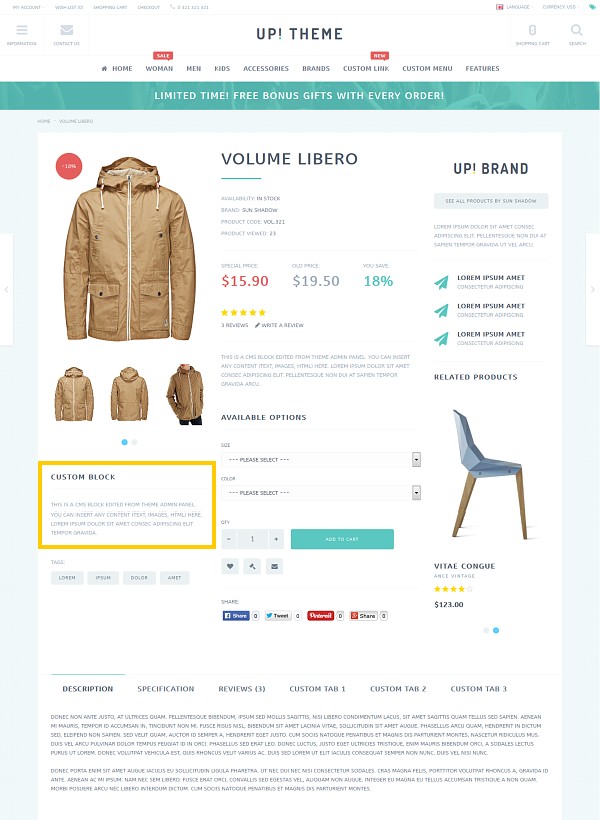 MY ACCOUNT
WISH LIST (0)
SHOPPING CART
CHECKOUT
0 321 321 321
LANGUAGE
CURRENCY USD
INFORMATION
CONTACT US
UP! THEME
0
SHOPPING CART
SEARCH
SALE
NEW
HOME WOMAN MEN KIDS ACCESSORIES BRANDS CUSTOM LINK CUSTOM MENU FEATURES
LIMITED TIME! FREE BONUS GIFTS WITH EVERY ORDER!
HOME VOLUME LIBERO
-18%
CUSTOM BLOCK
THIS IS A CMS BLOCK EDITED FROM THEME ADMIN PANEL.
YOU CAN INSERT ANY CONTENT (TEXT, IMAGES, HTML) HERE.
LOREM IPSUM DOLOR SIT AMET CONSEC ADIPISCING ELIT
TEMPOR GRAVIDA.
TAGS:
LOREM IPSUM DOLOR AMET
VOLUME LIBERO
AVAILABILITY: IN STOCK
BRAND: SUN SHADOW
PRODUCT CODE: VOL.321
PRODUCT VIEWED: 23
SPECIAL PRICE: OLD PRICE: YOU SAVE:
$15.90 $19.50 18%
3 REVIEWS WRITE A REVIEW
THIS IS A CMS BLOCK EDITED FROM THEME ADMIN PANEL. YOU CAN INSERT
ANY CONTENT (TEXT, IMAGES, HTML) HERE. LOREM IPSUM DOLOR SIT AMET
CONSEC ADIPISCING ELIT. PELLENTESQUE NON DUI AT SAPIEN TEMPOR
GRAVIDA ARCU.
AVAILABLE OPTIONS
SIZE
--- PLEASE SELECT ---
COLOR
--- PLEASE SELECT ---
QTY
- 1 + ADD TO CART
SHARE:
Share 0 Tweet 0 Pinterest 0 Share 0
UP! BRAND
SEE ALL PRODUCTS BY SUN SHADOW
LOREM IPSUM DOLOR SIT AMET CONSEC
ADIPISCING ELIT. PELLENTESQUE NON DUI AT
SAPIEN TEMPOR GRAVIDA UT VEL ARCU.
LOREM IPSUM AMET
CONSECTETUR ADIPISCING
LOREM IPSUM AMET
CONSECTETUR ADIPISCING
LOREM IPSUM AMET
CONSECTETUR ADIPISCING
RELATED PRODUCTS
VITAE CONGUE
ANCE VINTAGE
$123.00
DESCRIPTION SPECIFICATION REVIEWS (3) CUSTOM TAB 1 CUSTOM TAB 2 CUSTOM TAB 3
DONEC NON ANTE JUSTO, AT ULTRICES QUAM. PELLENTESQUE BIBENDUM, IPSUM SED MOLLIS SAGITTIS, NISI LIBERO CONDIMENTUM LACUS, SIT AMET SAGITTIS QUAM TELLUS SED SAPIEN. AENEAN
MI MAURIS, TEMPOR ID ACCUMSAN IN, TINCIDUNT NON MI. FUSCE RISUS NISL, BIBENDUM SIT AMET LACINIA VITAE, SOLLICITUDIN SIT AMET AUGUE. PHASELLUS ARCU QUAM, HENDRERIT IN DICTUM
SED, ELEIFEND NON SAPIEN. SED VELIT QUAM, AUCTOR ID SEMPER A, HENDRERIT EGET JUSTO. CUM SOCIIS NATOQUE PENATIBUS ET MAGNIS DIS PARTURIENT MONTES, NASCETUR RIDICULUS MUS.
DUIS VEL ARCU PULVINAR DOLOR TEMPUS FEUGIAT ID IN ORCI. PHASELLUS SED ERAT LEO. DONEC LUCTUS, JUSTO EGET ULTRICIES TRISTIQUE, ENIM MAURIS BIBENDUM ORCI, A SODALES LECTUS
PURUS UT LOREM. DONEC VOLUTPAT VEHICULA EST, QUIS RHONCUS VELIT VARIUS AC. DUIS SED LOREM UT ELIT IACULIS CONSEQUAT SEMPER NON NUNC. DUIS VEL NISI NUNC.
DONEC PORTA ENIM SIT AMET AUGUE IACULIS EU SOLLICITUDIN LIGULA PHARETRA. UT NEC DUI NEC NISI CONSECTETUR SODALES. CRAS MAGNA FELIS, PORTTITOR VOLUTPAT RHONCUS A, GRAVIDA ID
ANTE. AENEAN AC MI IPSUM. NAM NEC SEM LIBERO. FUSCE ERAT ORCI, CONVALLIS SED EGESTAS VEL, ALIQUAM NON AUGUE. INTEGER EU MAGNA EU TELLUS ACCUMSAN TRISTIQUE A NON QUAM.
MORBI POSUERE ARCU NEC LIBERO INTERDUM DICTUM. CUM SOCIIS NATOQUE PENATIBUS ET MAGNIS DIS PARTURIENT MONTES.